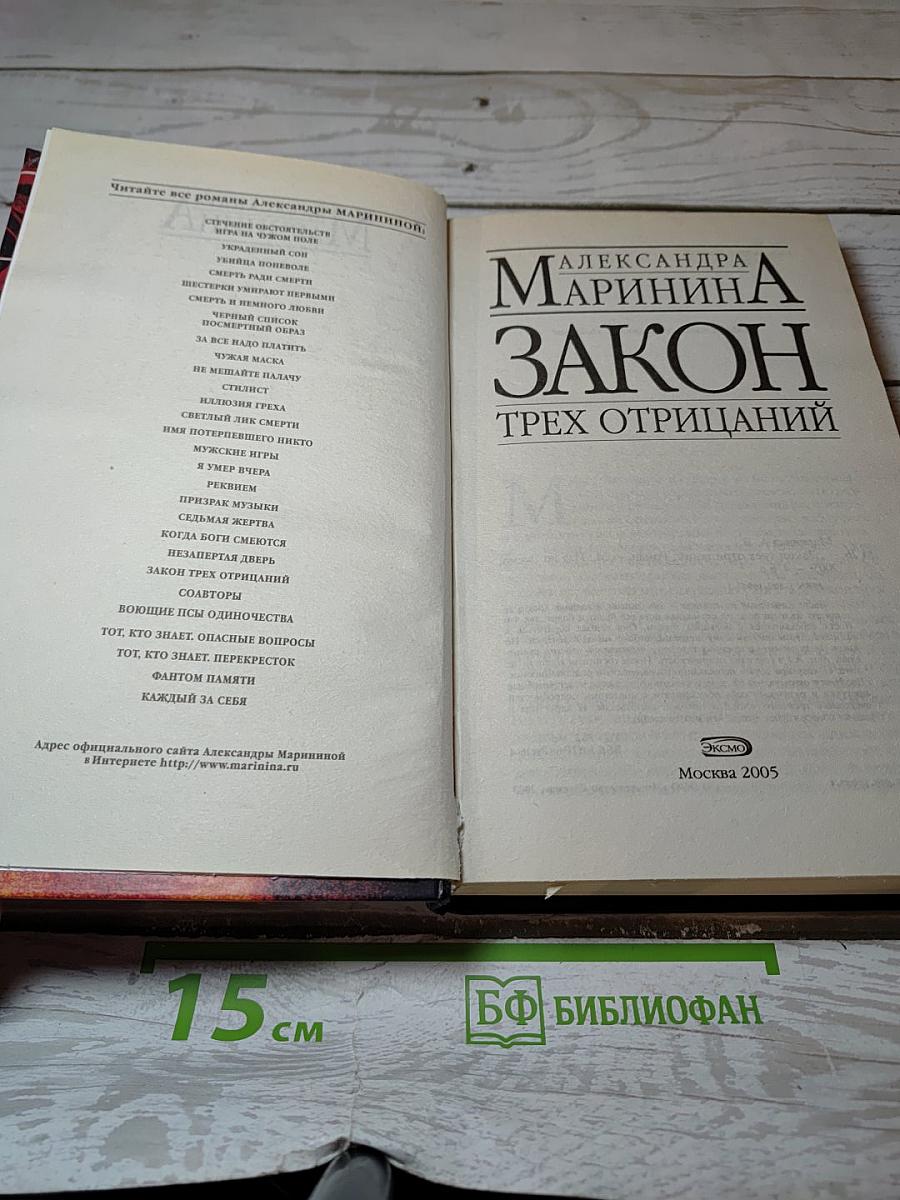 Читайте все романы Александры МАРИНИНОЙ:
СТЕЧЕНИЕ ОБСТОЯТЕЛЬСТВ
ИГРА НА ЧУЖОМ ПОЛЕ
УКРАДЕННЫЙ СОН
УБИЙЦА ПОНЕВОЛЕ
СМЕРТЬ РАДИ СМЕРТИ
ШЕСТЕРКИ УМИРАЮТ ПЕРВЫМИ
СМЕРТЬ И НЕМНОГО ЛЮБВИ
ЧЕРНЫЙ СПИСОК
ПОСМЕРТНЫЙ ОБРАЗ
ЗА ВСЕ НАДО ПЛАТИТЬ
ЧУЖАЯ МАСКА
НЕ МЕШАЙТЕ ПАЛАЧУ
СТИЛИСТ
ИЛЛЮЗИЯ ГРЕХА
СВЕТЛЫЙ ЛИК СМЕРТИ
ИМЯ ПОТЕРПЕВШЕГО НИКТО
МУЖСКИЕ ИГРЫ
Я УМЕР ВЧЕРА
РЕКВИЕМ
ПРИЗРАК МУЗЫКИ
СЕДЬМАЯ ЖЕРТВА
КОГДА БОГИ СМЕЮТСЯ
НЕЗАПЕРТАЯ ДВЕРЬ
ЗАКОН ТРЕХ ОТРИЦАНИЙ
СОАВТОРЫ
ВОЮЩИЕ ПСЫ ОДИНОЧЕСТВА
ТОТ, КТО ЗНАЕТ. ОПАСНЫЕ ВОПРОСЫ
ТОТ, КТО ЗНАЕТ. ПЕРЕКРЕСТОК
ФАНТОМ ПАМЯТИ
КАЖДЫЙ ЗА СЕБЯ
Адрес официального сайта Александры Марининой
в Интернете http://www.marinina.ru
АЛЕКСАНДРА
МАРИНИНА
ЗАКОН
ТРЕХ ОТРИЦАНИЙ
ЭКСМО
Москва 2005
15 см
БФ БИБЛИОФАН